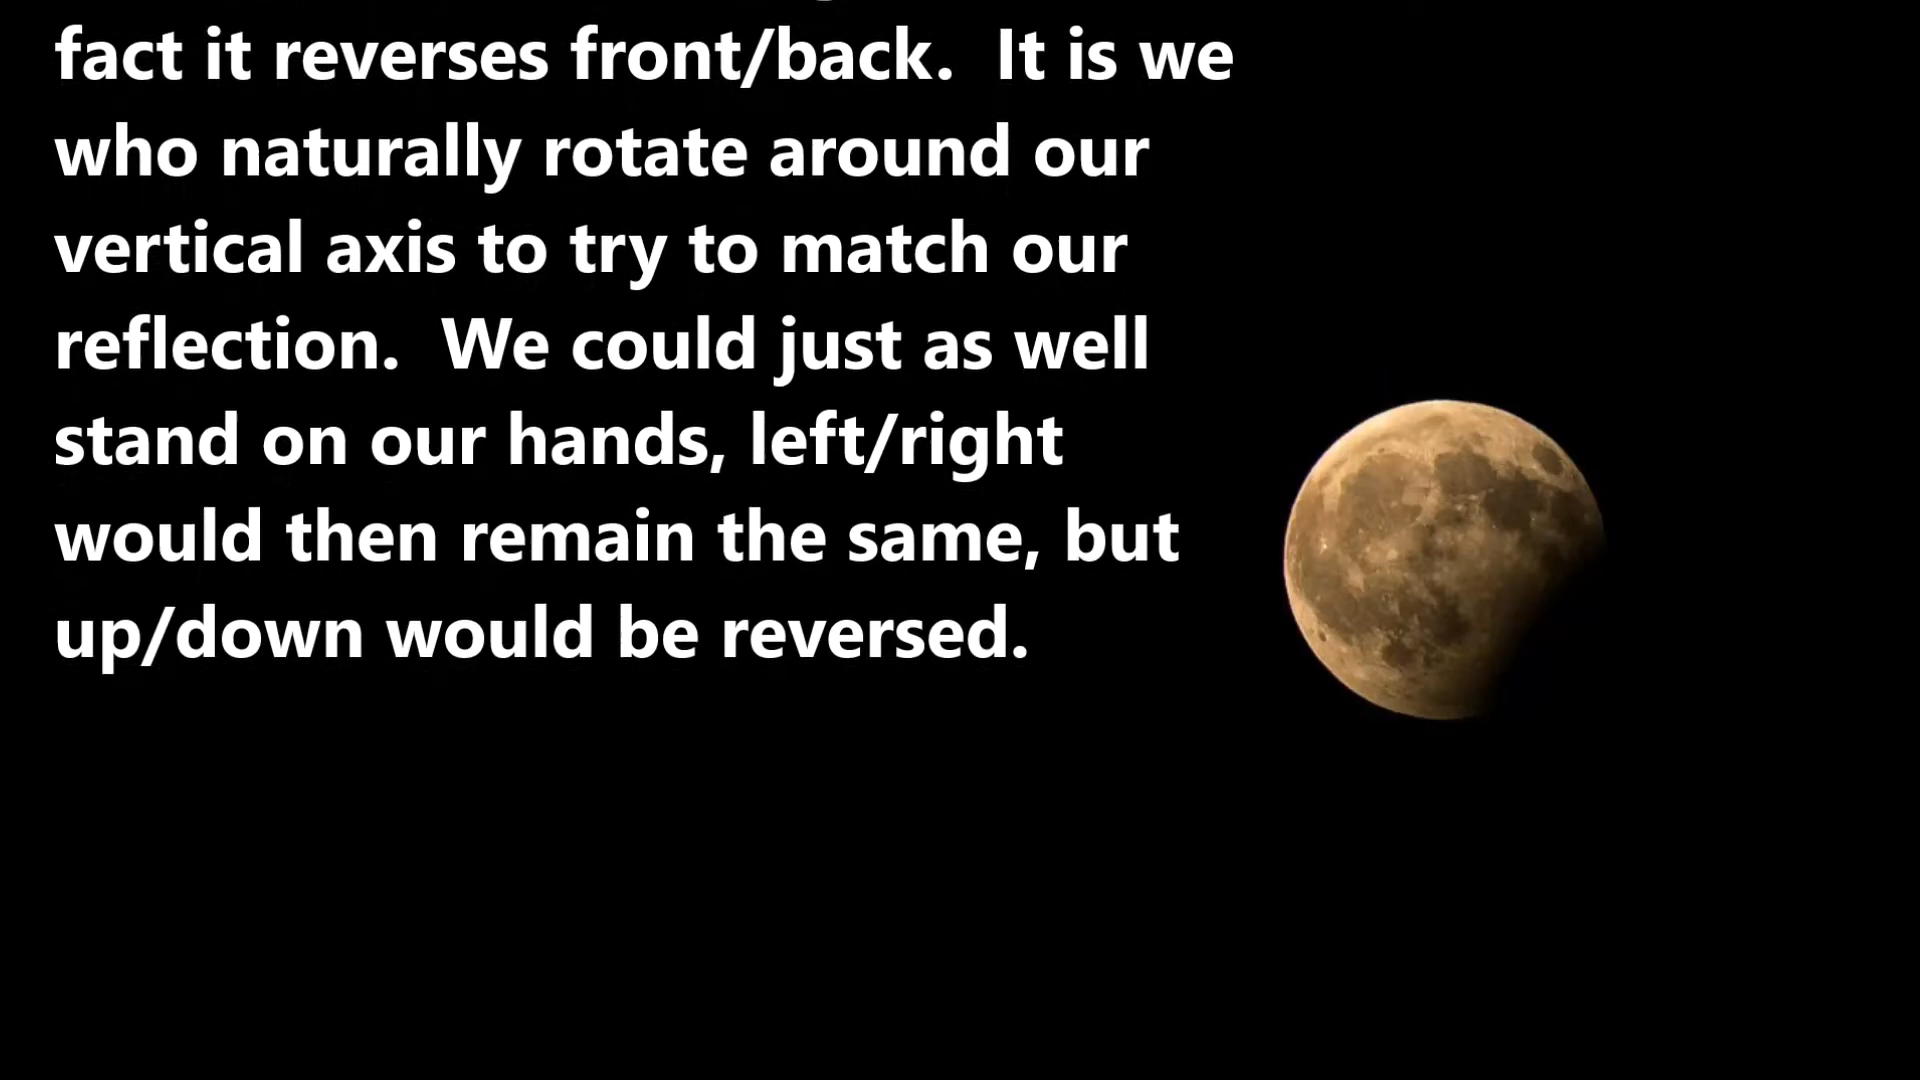 fact it reverses front/back.  It is we
who naturally rotate around our
vertical axis to try to match our
reflection.  We could just as well
stand on our hands, left/right
would then remain the same, but
up/down would be reversed.